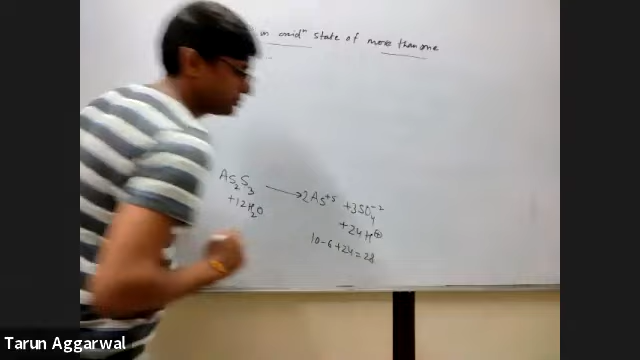 in oxidⁿ state of more than one
As₂S₃ → 2As⁺⁵ + 3SO₄⁻²
+12H₂O + 24H⊕
10-6+24=28
Tarun Aggarwal